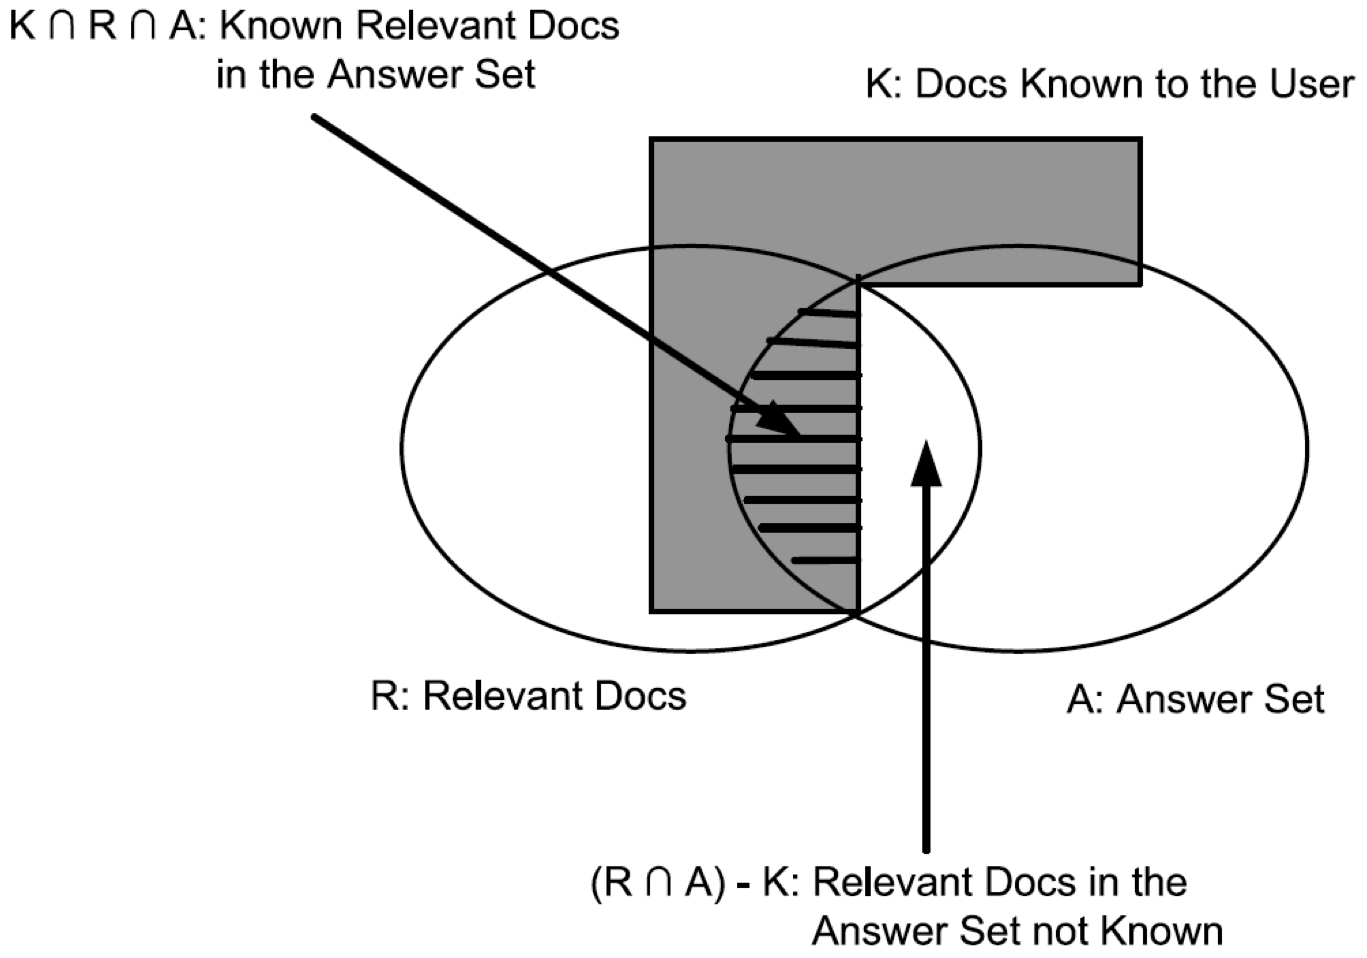 K ∩ R ∩ A: Known Relevant Docs
in the Answer Set
K: Docs Known to the User
R: Relevant Docs
A: Answer Set
(R ∩ A) - K: Relevant Docs in the
Answer Set not Known